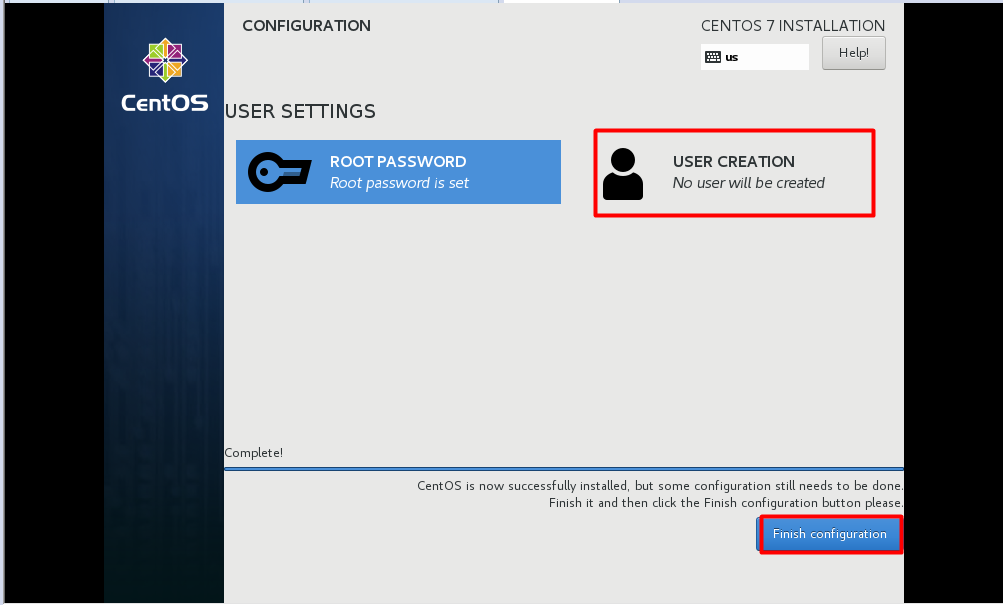 CONFIGURATION
CENTOS 7 INSTALLATION
us
Help!
CentOS
USER SETTINGS
ROOT PASSWORD
Root password is set
USER CREATION
No user will be created
Complete!
CentOS is now successfully installed, but some configuration still needs to be done.
Finish it and then click the Finish configuration button please.
Finish configuration